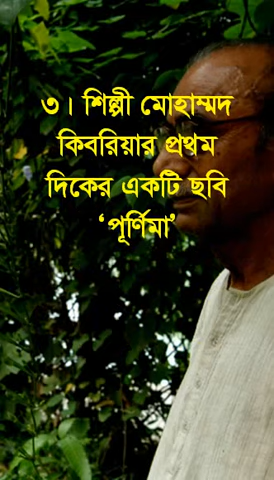 ৩। শিল্পী মোহাম্মদ
কিবরিয়ার প্রথম
দিকের একটি ছবি
‘পূর্ণিমা’